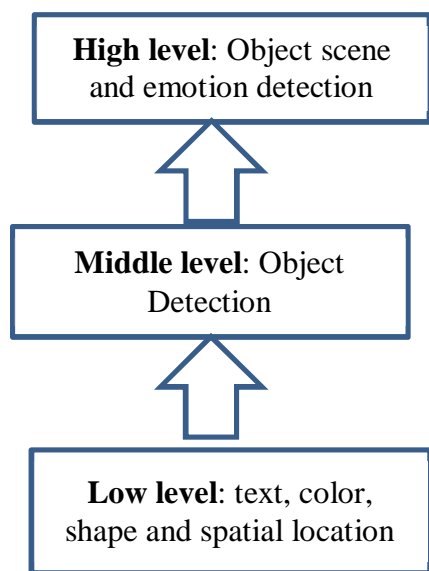 High level: Object scene
and emotion detection
Middle level: Object
Detection
Low level: text, color,
shape and spatial location